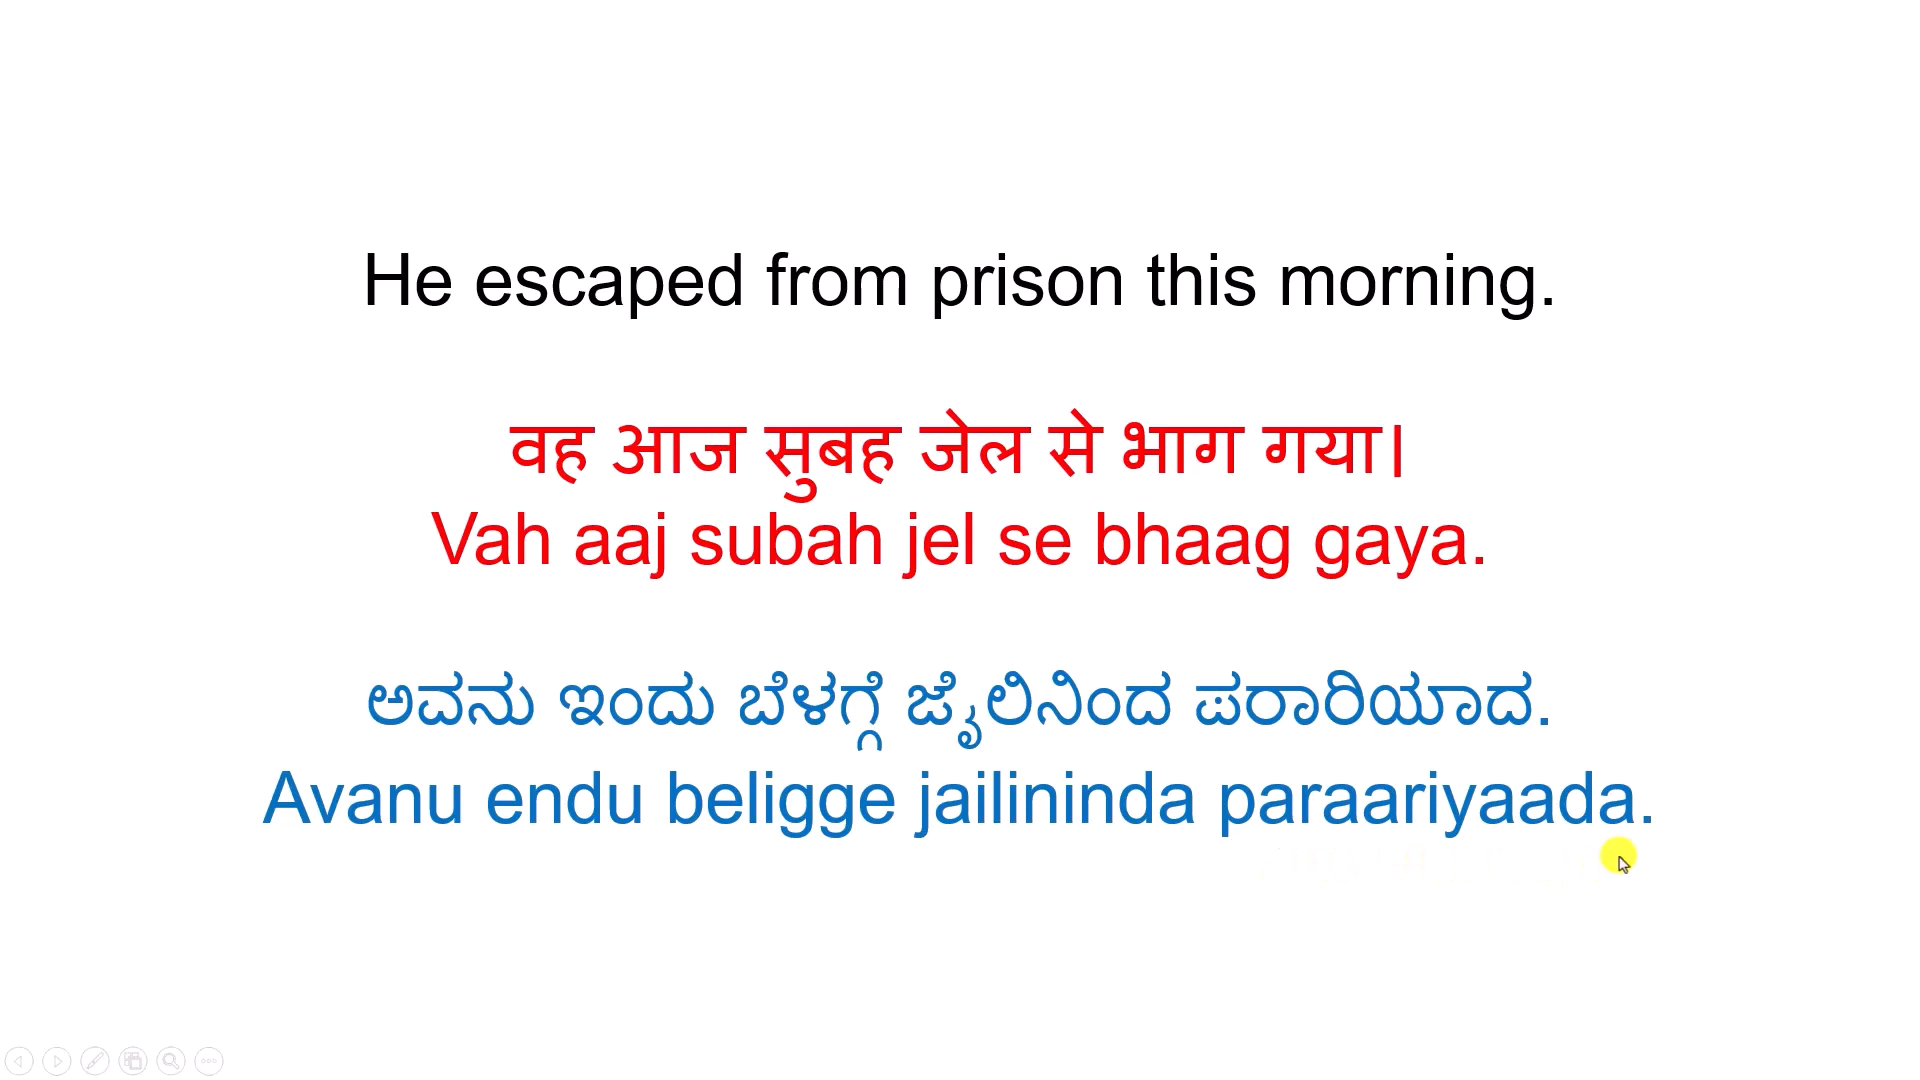 He escaped from prison this morning.
वह आज सुबह जेल से भाग गया।
Vah aaj subah jel se bhaag gaya.
ಅವನು ಇಂದು ಬೆಳಗ್ಗೆ ಜೈಲಿನಿಂದ ಪರಾರಿಯಾದ.
Avanu endu beligge jailininda paraariyaada.